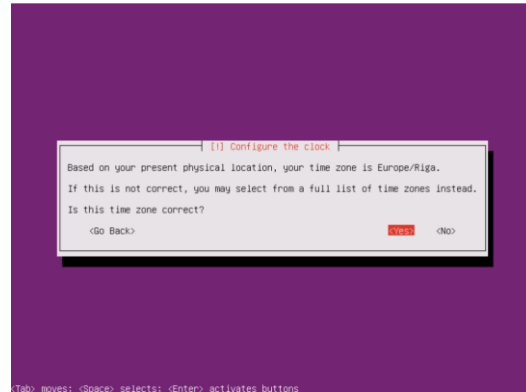 [!] Configure the clock
Based on your present physical location, your time zone is Europe/Riga.
If this is not correct, you may select from a full list of time zones instead.
Is this time zone correct?
<Go Back> <Yes> <No>
<Tab> moves; <Space> selects; <Enter> activates buttons